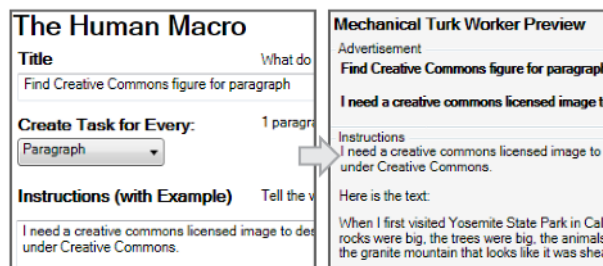 The Human Macro
Title
What do
Find Creative Commons figure for paragraph
Create Task for Every:
1 paragra
Paragraph
Instructions (with Example)
Tell the w
I need a creative commons licensed image to des
under Creative Commons.
Mechanical Turk Worker Preview
Advertisement
Find Creative Commons figure for paragraph
I need a creative commons licensed image t
Instructions
I need a creative commons licensed image to
under Creative Commons.
Here is the text:
When I first visited Yosemite State Park in Cal
rocks were big, the trees were big, the animals
the granite mountain that looks like it was shea